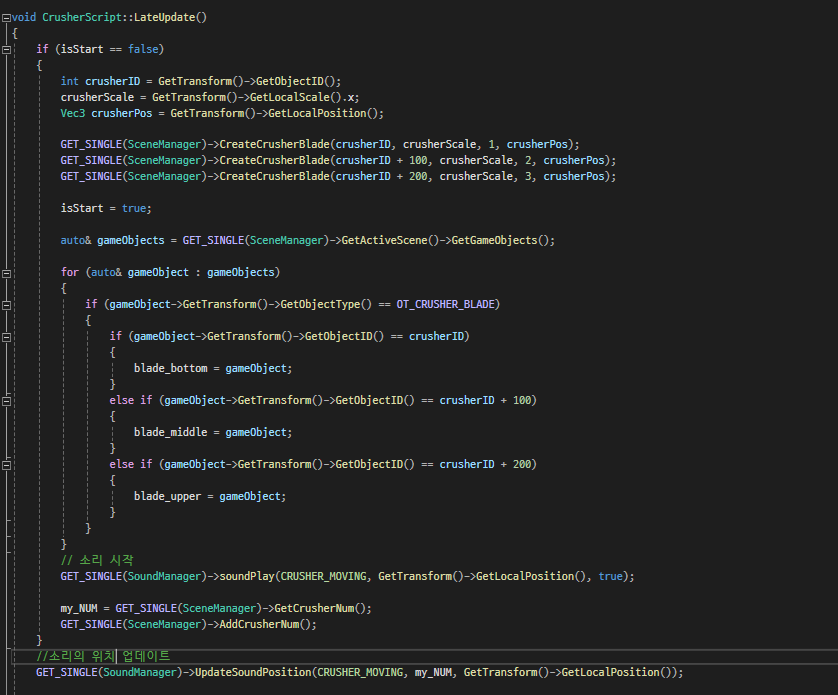 void CrusherScript::LateUpdate()
{
if (isStart == false)
{
int crusherID = GetTransform()->GetObjectID();
crusherScale = GetTransform()->GetLocalScale().x;
Vec3 crusherPos = GetTransform()->GetLocalPosition();
GET_SINGLE(SceneManager)->CreateCrusherBlade(crusherID, crusherScale, 1, crusherPos);
GET_SINGLE(SceneManager)->CreateCrusherBlade(crusherID + 100, crusherScale, 2, crusherPos);
GET_SINGLE(SceneManager)->CreateCrusherBlade(crusherID + 200, crusherScale, 3, crusherPos);
isStart = true;
auto& gameObjects = GET_SINGLE(SceneManager)->GetActiveScene()->GetGameObjects();
for (auto& gameObject : gameObjects)
{
if (gameObject->GetTransform()->GetObjectType() == OT_CRUSHER_BLADE)
{
if (gameObject->GetTransform()->GetObjectID() == crusherID)
{
blade_bottom = gameObject;
}
else if (gameObject->GetTransform()->GetObjectID() == crusherID + 100)
{
blade_middle = gameObject;
}
else if (gameObject->GetTransform()->GetObjectID() == crusherID + 200)
{
blade_upper = gameObject;
}
}
}
// 소리 시작
GET_SINGLE(SoundManager)->soundPlay(CRUSHER_MOVING, GetTransform()->GetLocalPosition(), true);
my_NUM = GET_SINGLE(SceneManager)->GetCrusherNum();
GET_SINGLE(SceneManager)->AddCrusherNum();
}
//소리의 위치 업데이트
GET_SINGLE(SoundManager)->UpdateSoundPosition(CRUSHER_MOVING, my_NUM, GetTransform()->GetLocalPosition());